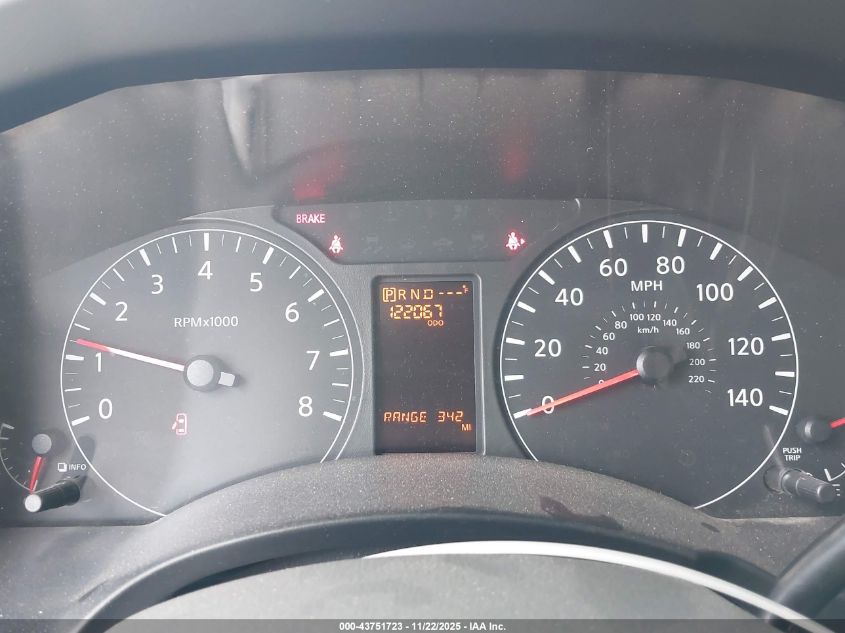 BRAKE
0 1 2 3 4 5 6 7 8
RPMx1000
INFO
P R N D ---°F
122067
ODO
RANGE 342
MI
0 20 40 60 80 100 120 140
MPH
0 20 40 60 80 100 120 140 160 180 200 220
km/h
PUSH
TRIP
000-43751723 - 11/22/2025 - IAA Inc.